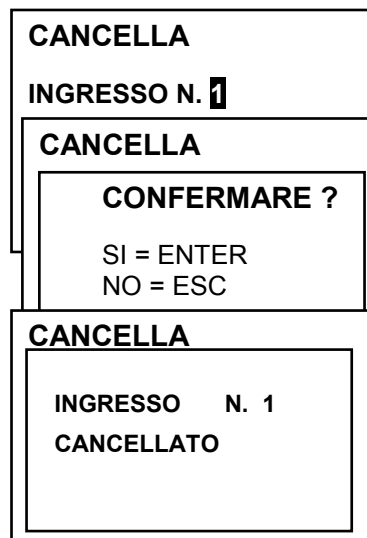 CANCELLA
INGRESSO N. 1
CANCELLA
CONFERMARE ?
SI = ENTER
NO = ESC
CANCELLA
INGRESSO N. 1
CANCELLATO